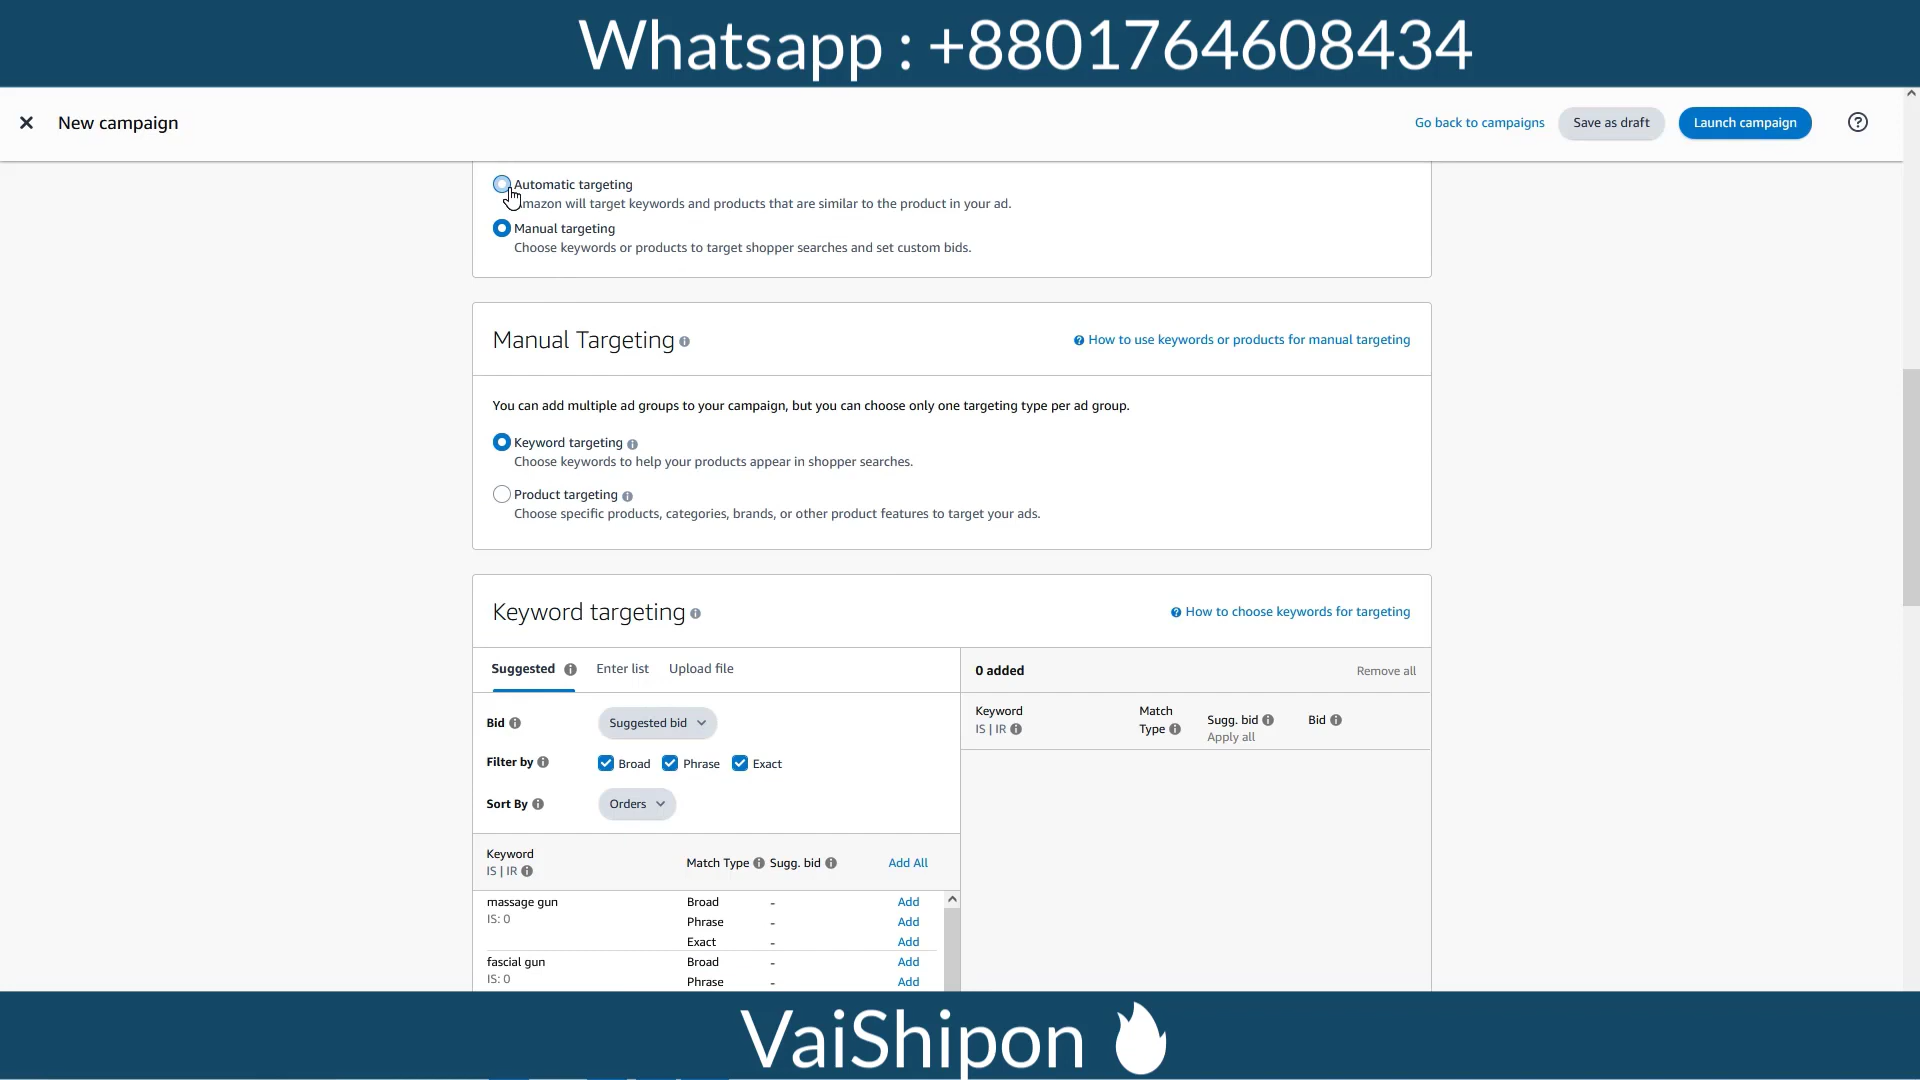 Whatsapp : +8801764608434
New campaign
Go back to campaigns
Save as draft
Launch campaign
Automatic targeting
mazon will target keywords and products that are similar to the product in your ad.
Manual targeting
Choose keywords or products to target shopper searches and set custom bids.
Manual Targeting
How to use keywords or products for manual targeting
You can add multiple ad groups to your campaign, but you can choose only one targeting type per ad group.
Keyword targeting
Choose keywords to help your products appear in shopper searches.
Product targeting
Choose specific products, categories, brands, or other product features to target your ads.
Keyword targeting
How to choose keywords for targeting
Suggested Enter list Upload file
Bid Suggested bid
Filter by Broad Phrase Exact
Sort By Orders
Keyword
IS | IR
Match Type Sugg. bid Add All
massage gun Broad - Add
IS: 0
Phrase - Add
Exact - Add
fascial gun Broad - Add
IS: 0
Phrase - Add
0 added Remove all
Keyword
IS | IR
Match
Type
Sugg. bid
Apply all
Bid
VaiShipon